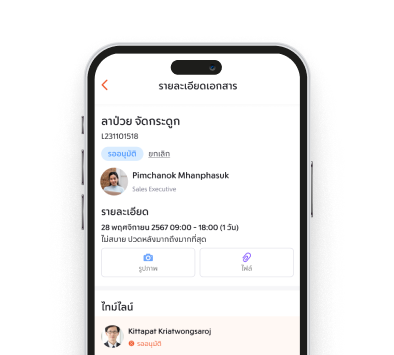 รายละเอียดเอกสาร
ลาป่วย จัดกระดูก
L231101518
รออนุมัติ ยกเลิก
Pimchanok Mhanphasuk
Sales Executive
รายละเอียด
28 พฤศจิกายน 2567 09:00 - 18:00 (1 วัน)
ไม่สบาย ปวดหลังมากถึงมากที่สุด
รูปภาพ ไฟล์
ไทม์ไลน์
Kittapat Kriatwongsaroj
รออนุมัติ